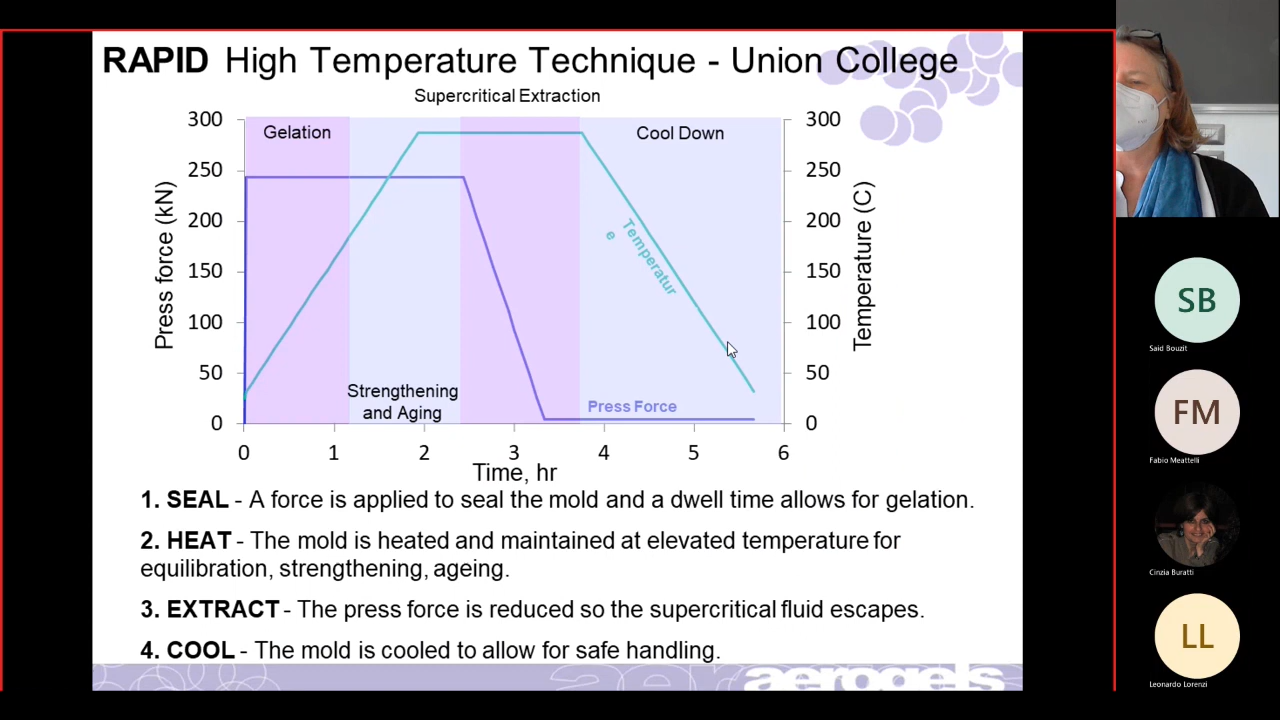 RAPID High Temperature Technique - Union College
Supercritical Extraction
Gelation
Cool Down
Strengthening
and Aging
Temperatur
e
Press Force
Press force (kN)
300
250
200
150
100
50
0
Temperature (C)
300
250
200
150
100
50
0
0 1 2 3 4 5 6
Time, hr
1. SEAL - A force is applied to seal the mold and a dwell time allows for gelation.
2. HEAT - The mold is heated and maintained at elevated temperature for
equilibration, strengthening, ageing.
3. EXTRACT - The press force is reduced so the supercritical fluid escapes.
4. COOL - The mold is cooled to allow for safe handling.
aerogels
SB
Said Bouzit
FM
Fabio Meattelli
Cinzia Buratti
LL
Leonardo Lorenzi